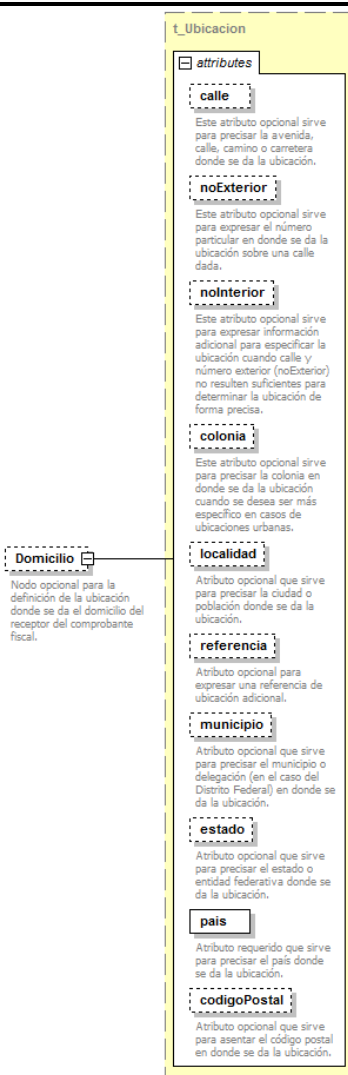 t_Ubicacion
attributes
calle
Este atributo opcional sirve
para precisar la avenida,
calle, camino o carretera
donde se da la ubicación.
noExterior
Este atributo opcional sirve
para expresar el número
particular en donde se da la
ubicación sobre una calle
dada.
noInterior
Este atributo opcional sirve
para expresar información
adicional para especificar la
ubicación cuando calle y
número exterior (noExterior)
no resulten suficientes para
determinar la ubicación de
forma precisa.
colonia
Este atributo opcional sirve
para precisar la colonia en
donde se da la ubicación
cuando se desea ser más
específico en casos de
ubicaciones urbanas.
Domicilio
Nodo opcional para la
definición de la ubicación
donde se da el domicilio del
receptor del comprobante
fiscal.
localidad
Atributo opcional que sirve
para precisar la ciudad o
población donde se da la
ubicación.
referencia
Atributo opcional para
expresar una referencia de
ubicación adicional.
municipio
Atributo opcional que sirve
para precisar el municipio o
delegación (en el caso del
Distrito Federal) en donde se
da la ubicación.
estado
Atributo opcional que sirve
para precisar el estado o
entidad federativa donde se
da la ubicación.
pais
Atributo requerido que sirve
para precisar el país donde
se da la ubicación.
codigoPostal
Atributo opcional que sirve
para asentar el código postal
en donde se da la ubicación.